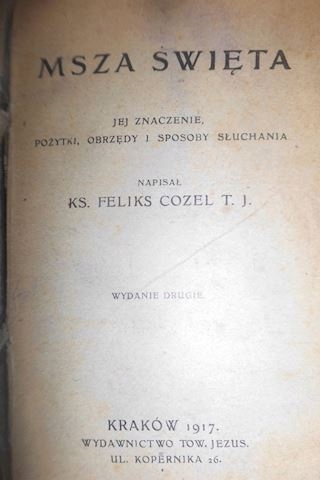 MSZA ŚWIĘTA
JEJ ZNACZENIE,
POŻYTKI, OBRZĘDY I SPOSOBY SŁUCHANIA
NAPISAŁ
KS. FELIKS COZEL T. J.
WYDANIE DRUGIE.
KRAKÓW 1917.
WYDAWNICTWO TOW. JEZUS.
UL. KOPERNIKA 26.